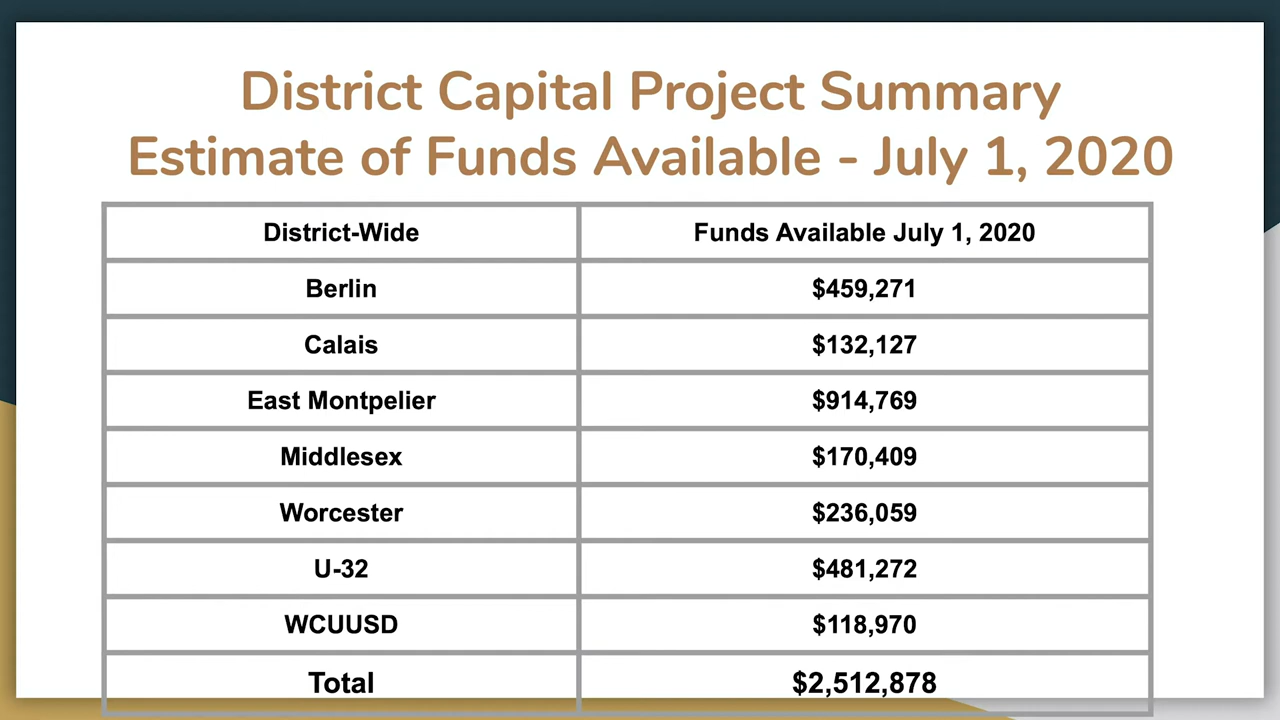 District Capital Project Summary
Estimate of Funds Available - July 1, 2020
District-Wide Funds Available July 1, 2020
Berlin $459,271
Calais $132,127
East Montpelier $914,769
Middlesex $170,409
Worcester $236,059
U-32 $481,272
WCUUSD $118,970
Total $2,512,878